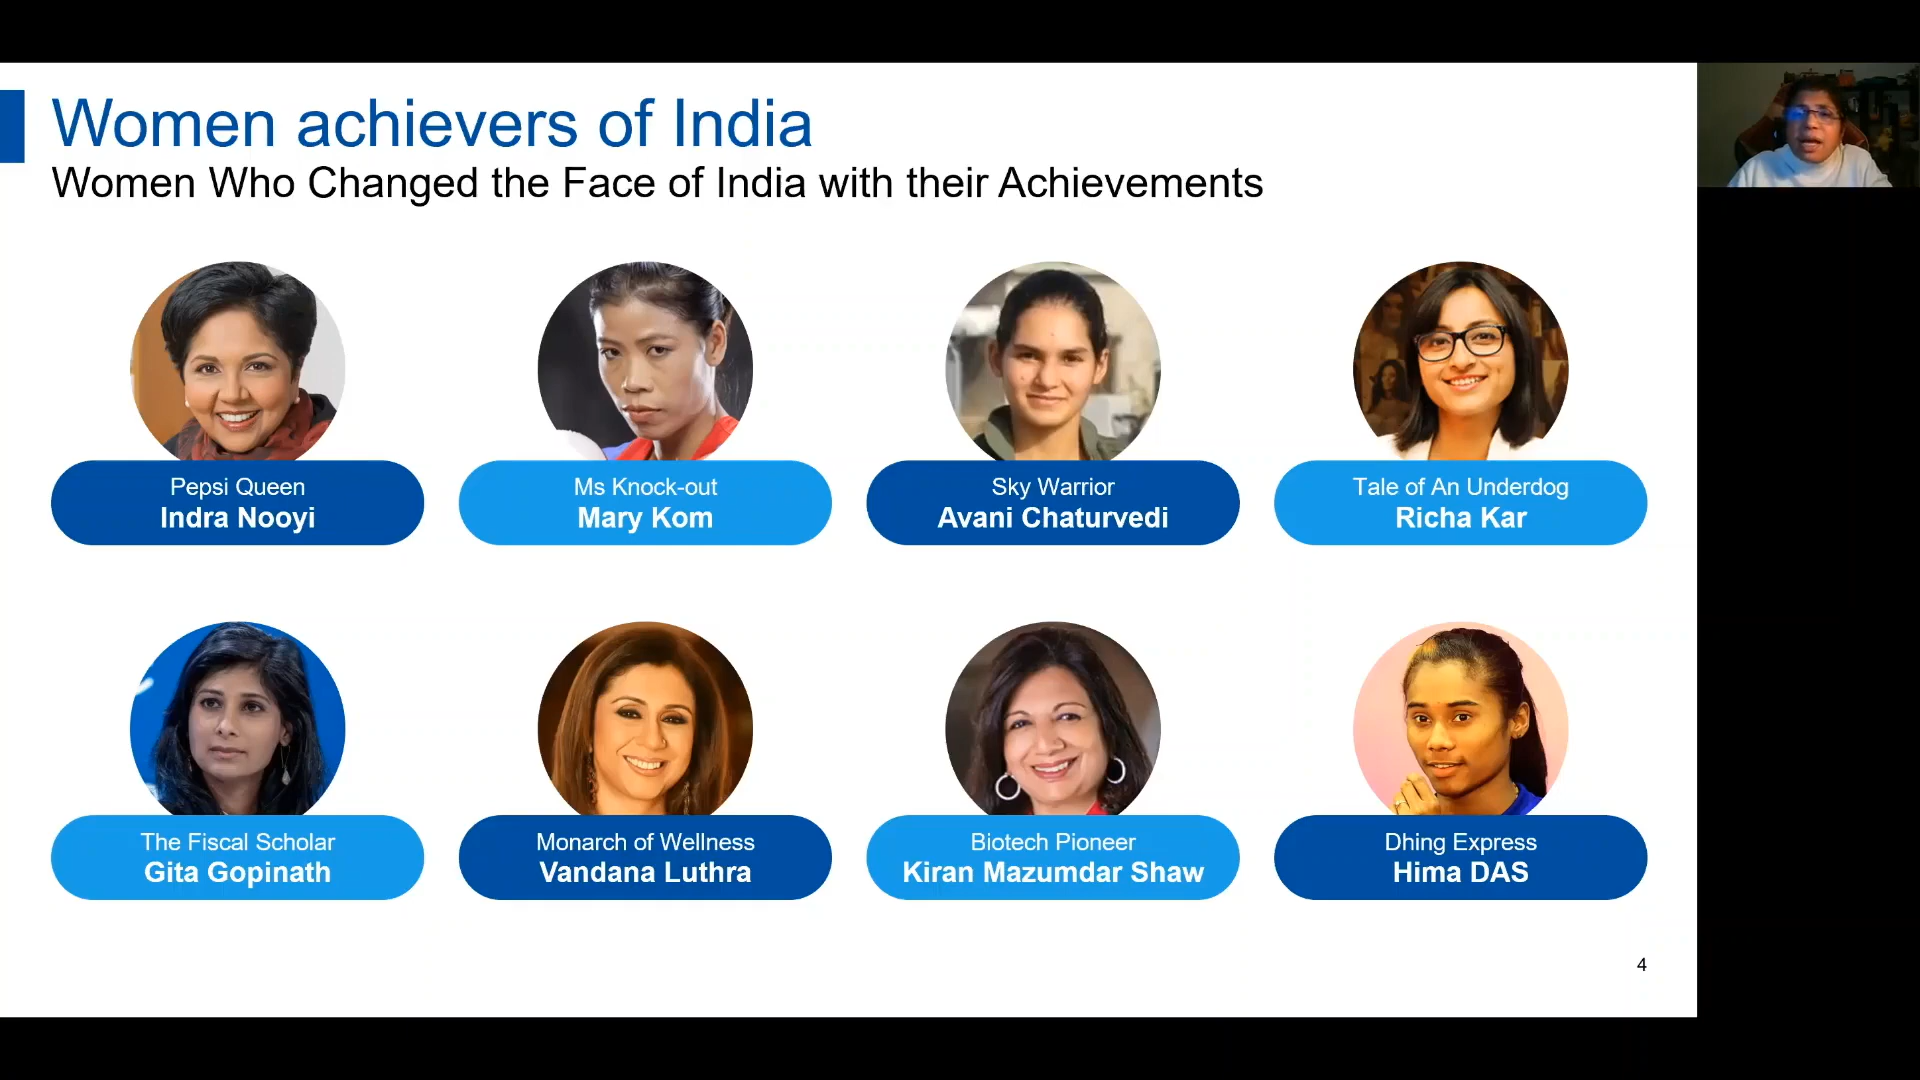 Women achievers of India
Women Who Changed the Face of India with their Achievements
Pepsi Queen
Indra Nooyi
Ms Knock-out
Mary Kom
Sky Warrior
Avani Chaturvedi
Tale of An Underdog
Richa Kar
The Fiscal Scholar
Gita Gopinath
Monarch of Wellness
Vandana Luthra
Biotech Pioneer
Kiran Mazumdar Shaw
Dhing Express
Hima DAS
4